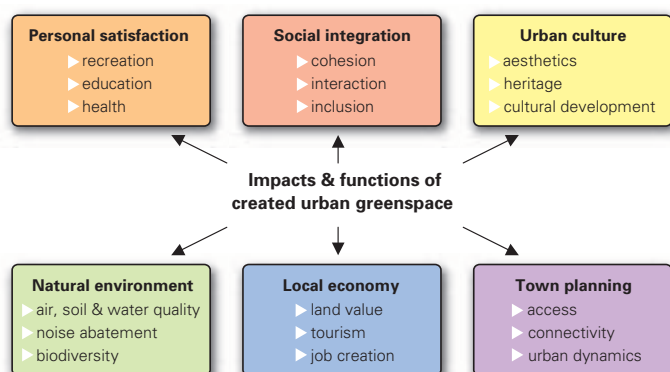 Personal satisfaction
recreation
education
health
Social integration
cohesion
interaction
inclusion
Urban culture
aesthetics
heritage
cultural development
Impacts & functions of
created urban greenspace
Natural environment
air, soil & water quality
noise abatement
biodiversity
Local economy
land value
tourism
job creation
Town planning
access
connectivity
urban dynamics